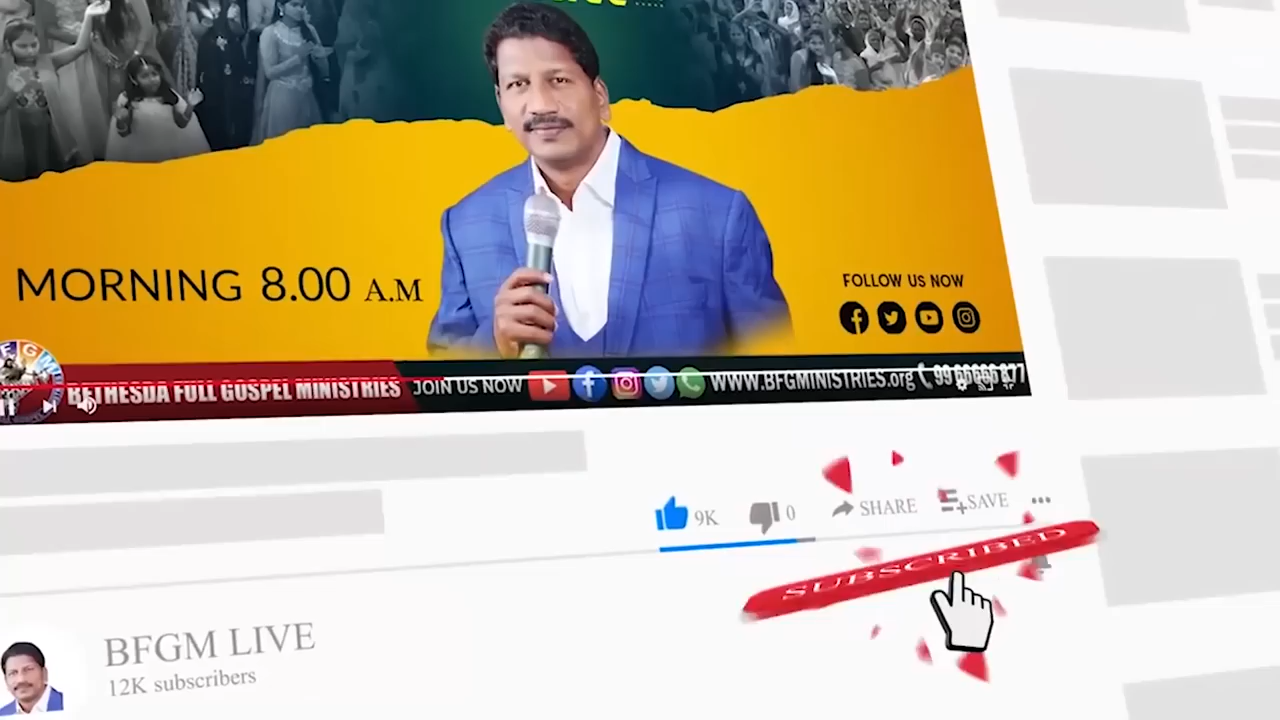 MORNING 8.00 A.M
FOLLOW US NOW
BETHESDA FULL GOSPEL MINISTRIES JOIN US NOW WWW.BFGMINISTRIES.org
9K 0 SHARE SAVE
SUBSCRIBED
BFGM LIVE
12K subscribers